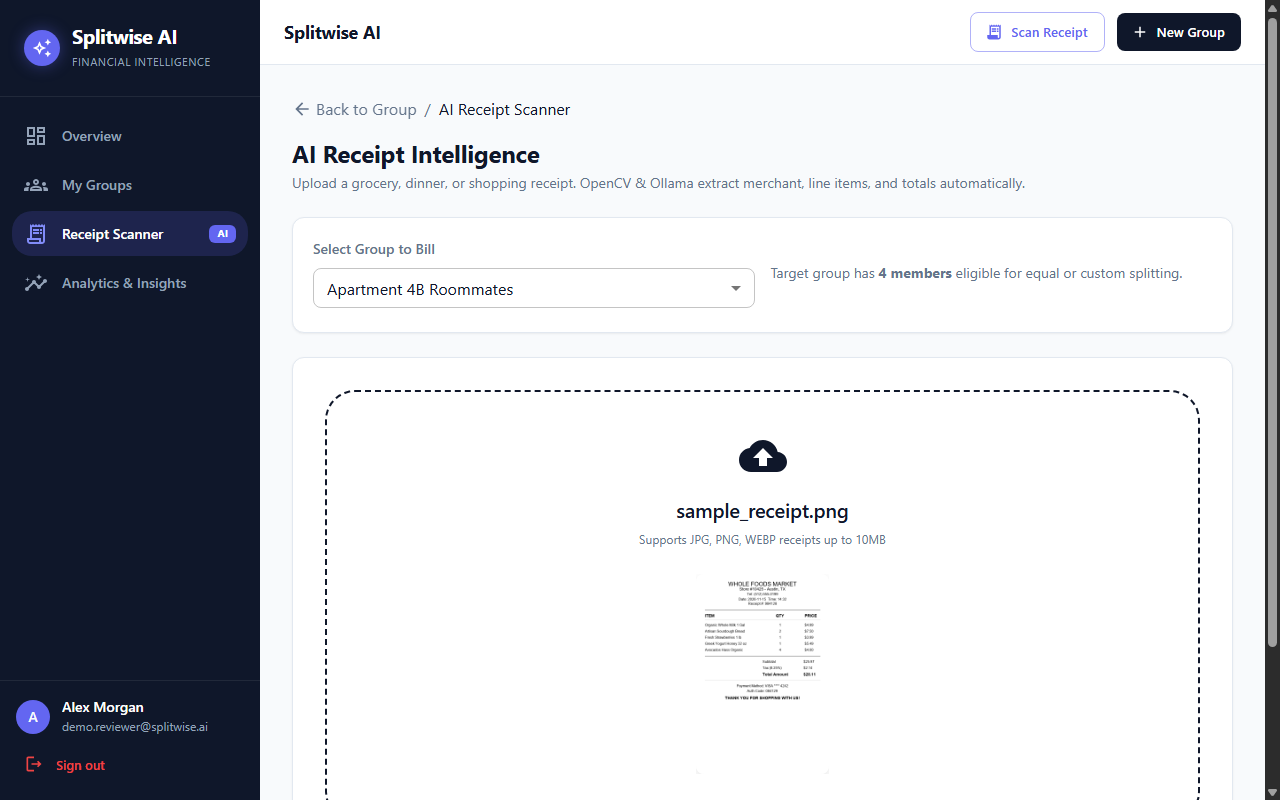 Splitwise AI
FINANCIAL INTELLIGENCE
Overview
My Groups
Receipt Scanner
AI
Analytics & Insights
A
Alex Morgan
demo.reviewer@splitwise.ai
Sign out
Splitwise AI
Scan Receipt
New Group
Back to Group / AI Receipt Scanner
AI Receipt Intelligence
Upload a grocery, dinner, or shopping receipt. OpenCV & Ollama extract merchant, line items, and totals automatically.
Select Group to Bill
Apartment 4B Roommates
Target group has 4 members eligible for equal or custom splitting.
sample_receipt.png
Supports JPG, PNG, WEBP receipts up to 10MB
WHOLE FOODS MARKET
ITEM QTY PRICE
Subtotal
Total Amount
THANK YOU FOR SHOPPING WITH US!